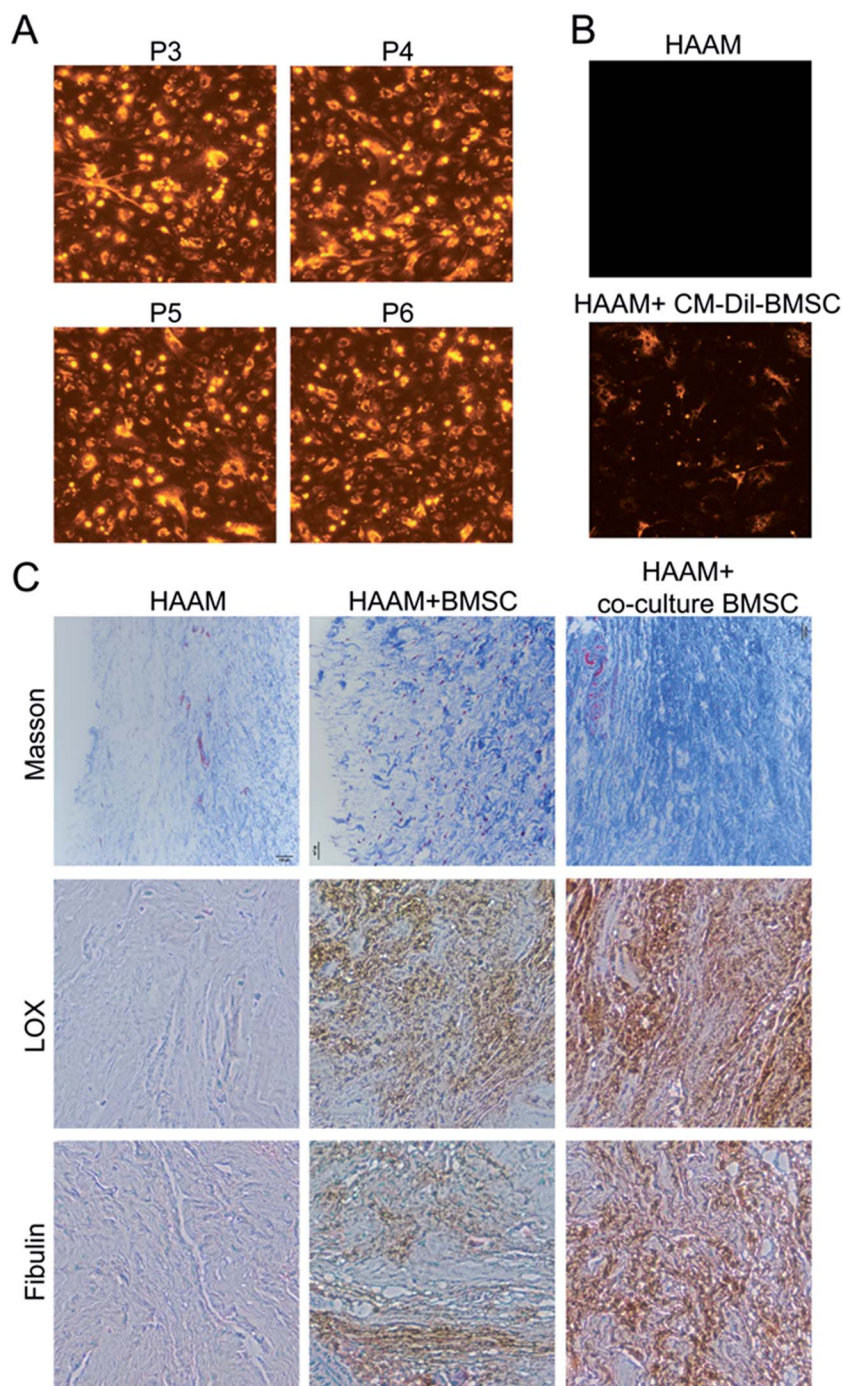 A
P3
P4
P5
P6
B
HAAM
HAAM+ CM-Dil-BMSC
C
HAAM
HAAM+BMSC
HAAM+
co-culture BMSC
Masson
LOX
Fibulin